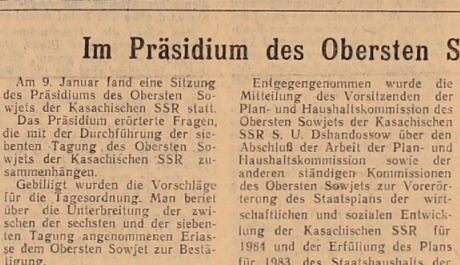 Im Präsidium des Obersten S
Am 9. Januar fand eine Sitzung
des Präsidiums des Obersten So-
wjets der Kasachischen SSR statt.
Das Präsidium erörterte Fragen,
die mit der Durchführung der sie-
benten Tagung des Obersten So-
wjets der Kasachischen SSR zu-
sammenhängen.
Gebilligt wurden die Vorschläge
für die Tagesordnung. Man beriet
über die Unterbreitung der zwi-
schen der sechsten und der sieben-
ten Tagung angenommenen Erlas-
se dem Obersten Sowjet zur Bestä-
tigung.
Entgegengenommen wurde die
Mitteilung des Vorsitzenden der
Plan- und Haushaltskommission des
Obersten Sowjets der Kasachischen
SSR S. U. Dshandossow über den
Abschluß der Arbeit der Plan- und
Haushaltskommission sowie der
anderen ständigen Kommissionen
des Obersten Sowjets zur Vorerör-
terung des Staatsplans der wirt-
schaftlichen und sozialen Entwick-
lung der Kasachischen SSR für
1984 und der Erfüllung des Plans
für 1983, des Staatshaushalts der